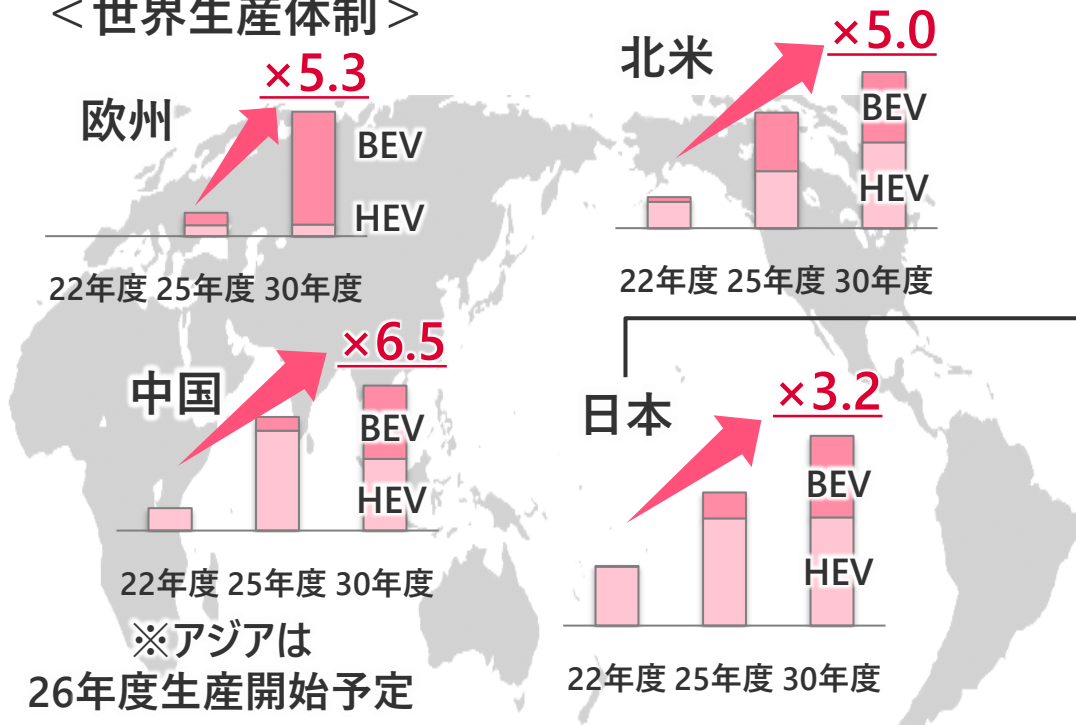 ＜世界生産体制＞
欧州
×5.3
BEV
HEV
22年度 25年度 30年度
北米
×5.0
BEV
HEV
22年度 25年度 30年度
中国
×6.5
BEV
HEV
22年度 25年度 30年度
※アジアは
26年度生産開始予定
日本
×3.2
BEV
HEV
22年度 25年度 30年度